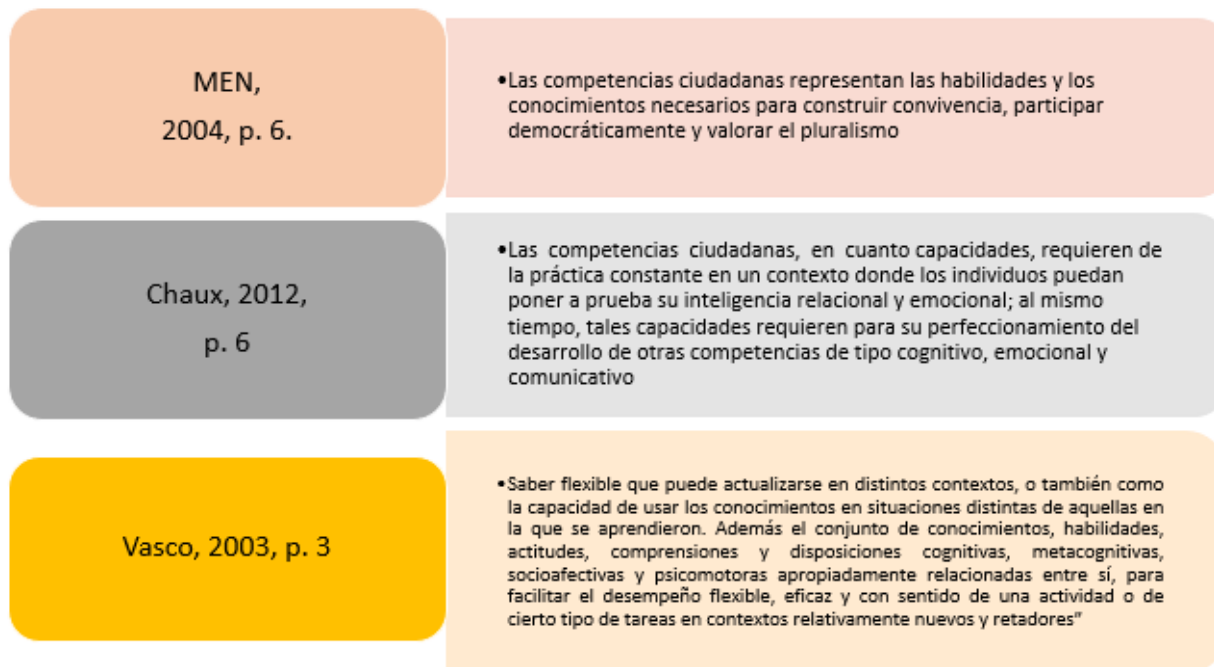 MEN,
2004, p. 6.
•Las competencias ciudadanas representan las habilidades y los
conocimientos necesarios para construir convivencia, participar
democráticamente y valorar el pluralismo
Chaux, 2012,
p. 6
•Las competencias ciudadanas, en cuanto capacidades, requieren de
la práctica constante en un contexto donde los individuos puedan
poner a prueba su inteligencia relacional y emocional; al mismo
tiempo, tales capacidades requieren para su perfeccionamiento del
desarrollo de otras competencias de tipo cognitivo, emocional y
comunicativo
Vasco, 2003, p. 3
•Saber flexible que puede actualizarse en distintos contextos, o también como
la capacidad de usar los conocimientos en situaciones distintas de aquellas en
la que se aprendieron. Además el conjunto de conocimientos, habilidades,
actitudes, comprensiones y disposiciones cognitivas, metacognitivas,
socioafectivas y psicomotoras apropiadamente relacionadas entre sí, para
facilitar el desempeño flexible, eficaz y con sentido de una actividad o de
cierto tipo de tareas en contextos relativamente nuevos y retadores”